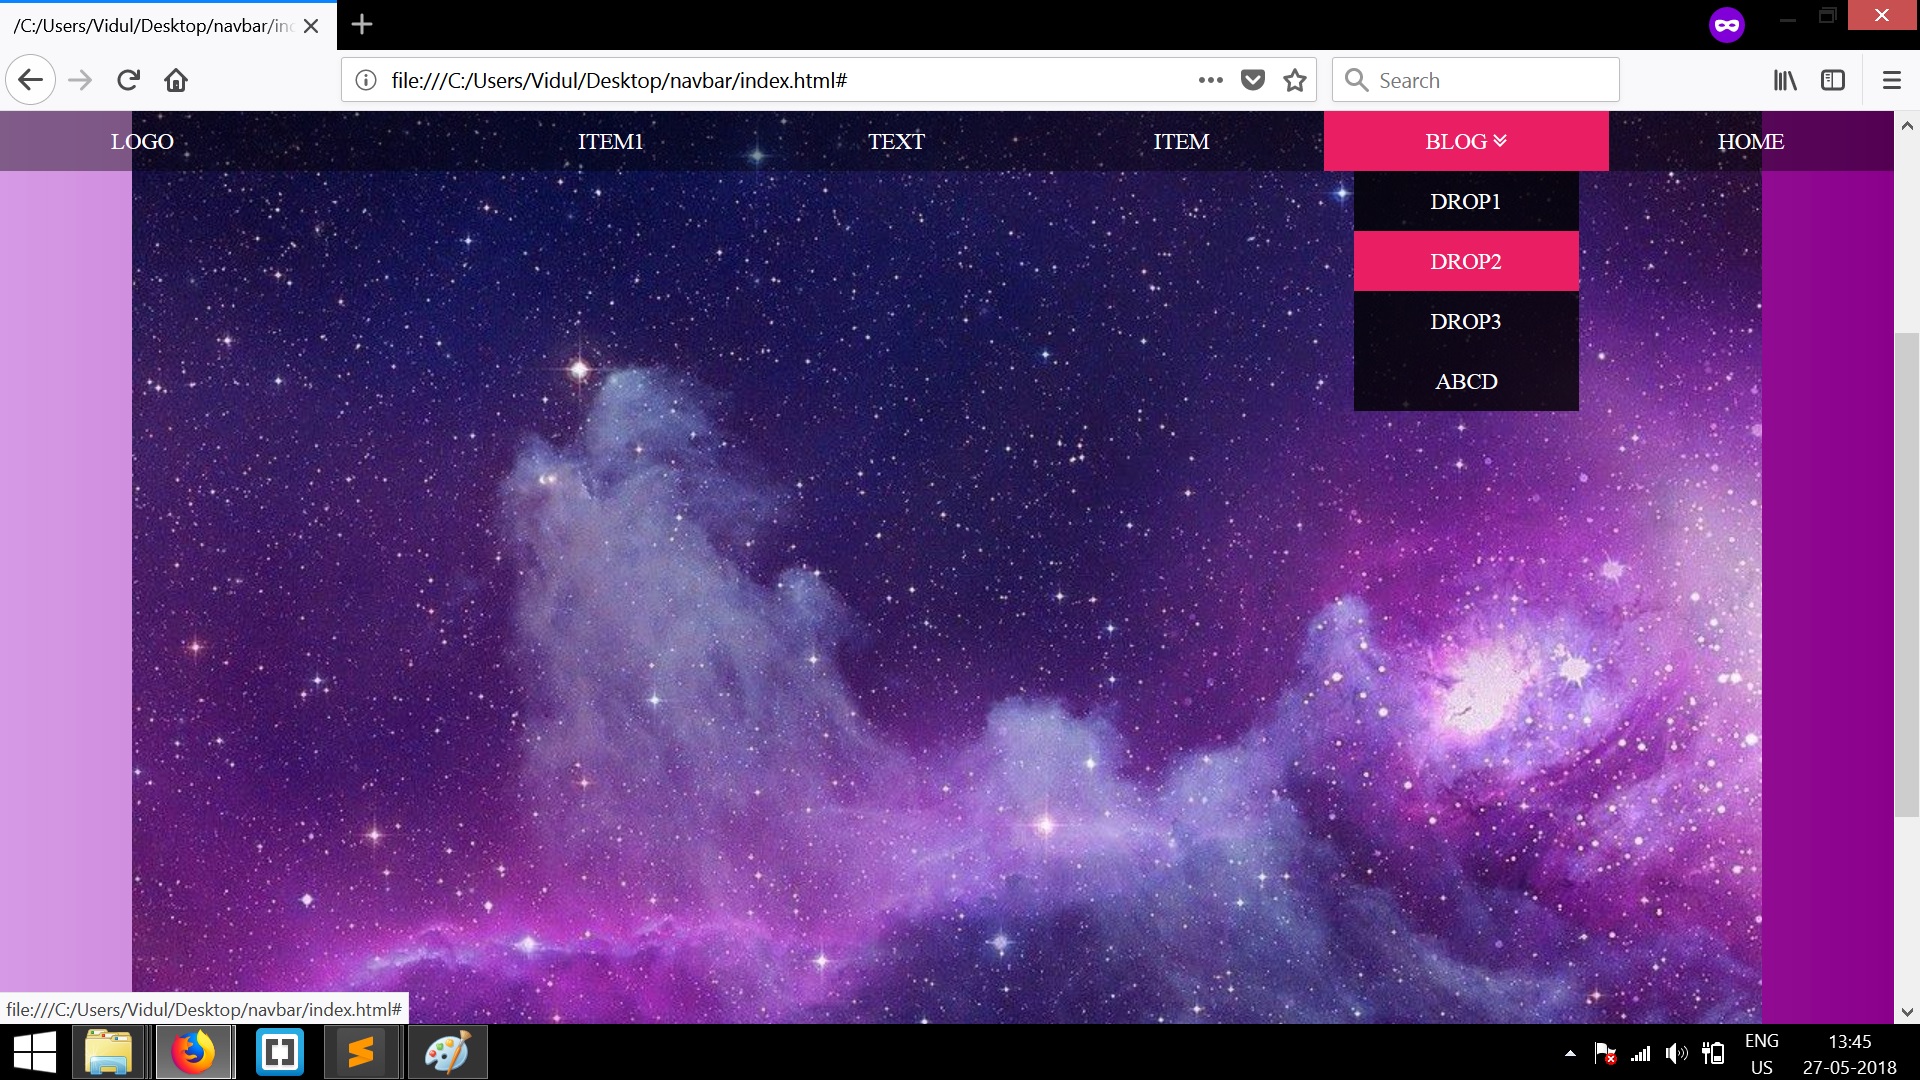 /C:/Users/Vidul/Desktop/navbar/ind
file:///C:/Users/Vidul/Desktop/navbar/index.html#
Search
LOGO ITEM1 TEXT ITEM BLOG HOME
DROP1
DROP2
DROP3
ABCD
file:///C:/Users/Vidul/Desktop/navbar/index.html#
ENG 13:45
US 27-05-2018